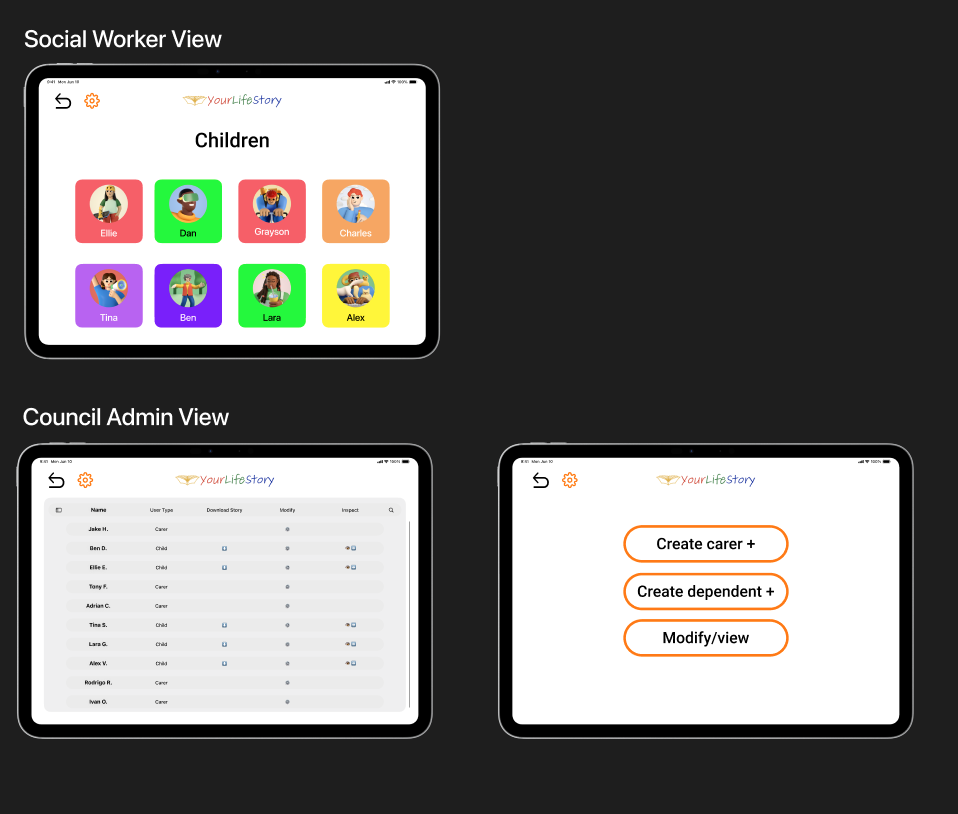 Social Worker View
9:41 Mon Jun 10
100%
YourLifeStory
Children
Ellie
Dan
Grayson
Charles
Tina
Ben
Lara
Alex
Council Admin View
9:41 Mon Jun 10
100%
YourLifeStory
Name User Type Download Story Modify Inspect
Jake H. Carer
Ben D. Child
Ellie E. Child
Tony F. Carer
Adrian C. Carer
Tina S. Child
Lara G. Child
Alex V. Child
Rodrigo R. Carer
Ivan O. Carer
9:41 Mon Jun 10
100%
YourLifeStory
Create carer +
Create dependent +
Modify/view